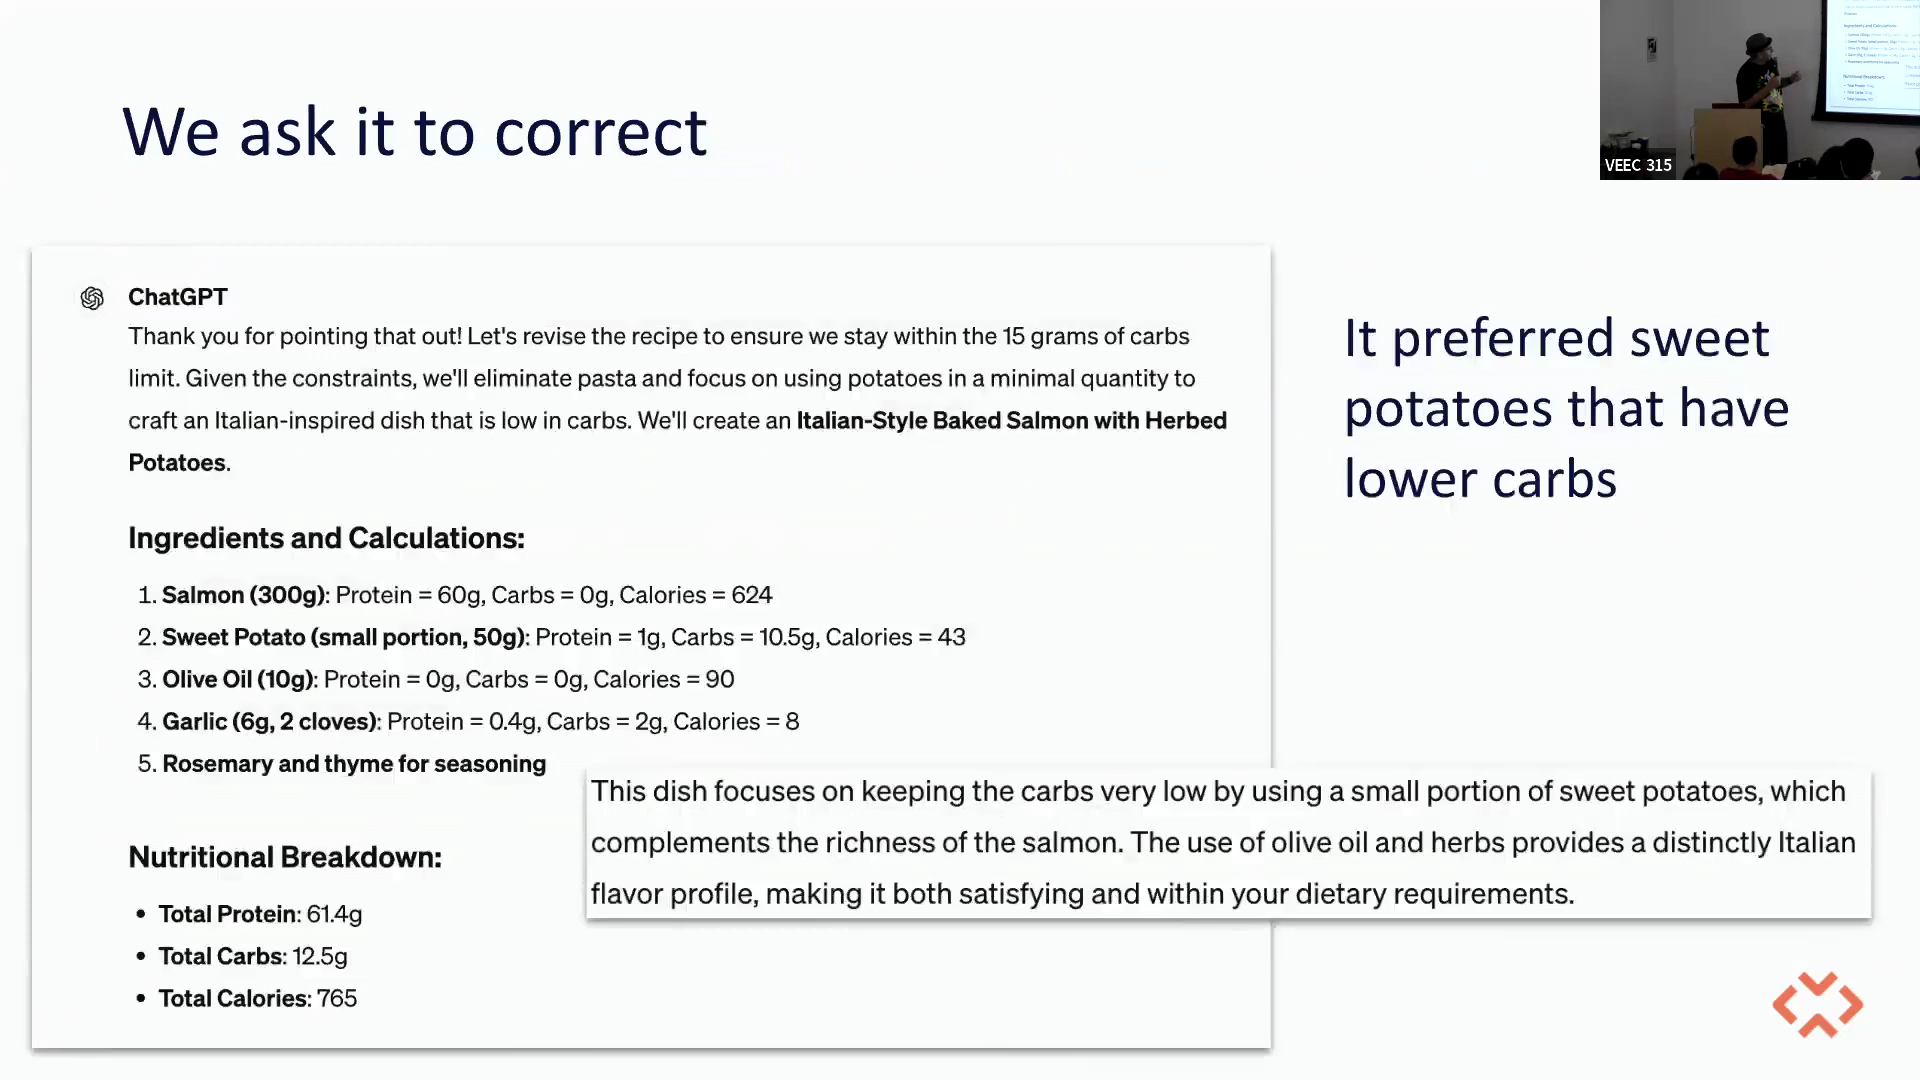 We ask it to correct
VEEC 315
ChatGPT
Thank you for pointing that out! Let's revise the recipe to ensure we stay within the 15 grams of carbs
limit. Given the constraints, we'll eliminate pasta and focus on using potatoes in a minimal quantity to
craft an Italian-inspired dish that is low in carbs. We'll create an Italian-Style Baked Salmon with Herbed
Potatoes.
Ingredients and Calculations:
1. Salmon (300g): Protein = 60g, Carbs = 0g, Calories = 624
2. Sweet Potato (small portion, 50g): Protein = 1g, Carbs = 10.5g, Calories = 43
3. Olive Oil (10g): Protein = 0g, Carbs = 0g, Calories = 90
4. Garlic (6g, 2 cloves): Protein = 0.4g, Carbs = 2g, Calories = 8
5. Rosemary and thyme for seasoning
Nutritional Breakdown:
• Total Protein: 61.4g
• Total Carbs: 12.5g
• Total Calories: 765
This dish focuses on keeping the carbs very low by using a small portion of sweet potatoes, which
complements the richness of the salmon. The use of olive oil and herbs provides a distinctly Italian
flavor profile, making it both satisfying and within your dietary requirements.
It preferred sweet
potatoes that have
lower carbs